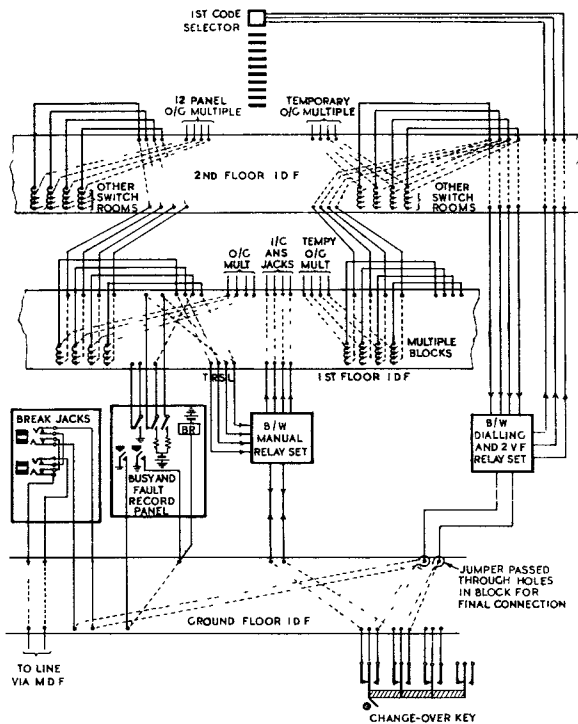 1ST CODE
SELECTOR
12 PANEL
O/G MULTIPLE
TEMPORARY
O/G MULTIPLE
2ND FLOOR I D F
OTHER
SWITCH
ROOMS
OTHER
SWITCH ROOMS
O/G
MULT
I/C
ANS
JACKS
TEMPY
O/G
MULT
MULTIPLE
BLOCKS
T R S L
1ST FLOOR I D F
BREAK JACKS
BR
BUSY AND
FAULT
RECORD
PANEL
B/W
MANUAL
RELAY SET
B/W
DIALLING
AND 2 V F
RELAY SET
JUMPER PASSED
THROUGH HOLES
IN BLOCK FOR
FINAL CONNECTION
GROUND FLOOR I D F
TO LINE
VIA M D F
CHANGE-OVER KEY